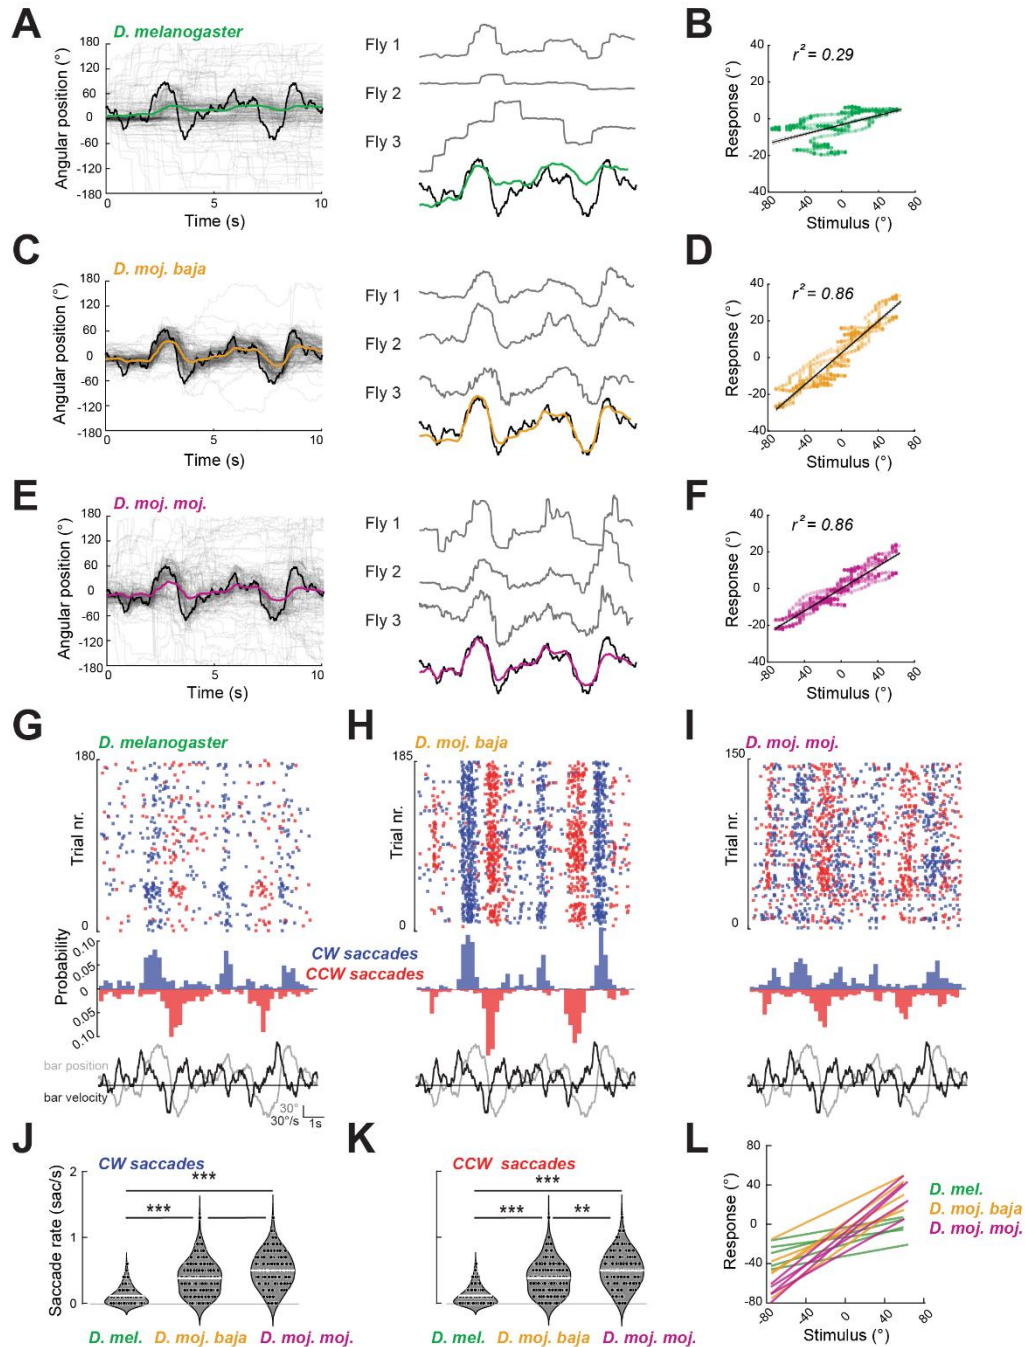 A
D. melanogaster
Angular position (°)
180
120
60
0
-60
-120
-180
0
5
10
Time (s)
Fly 1
Fly 2
Fly 3
B
r² = 0.29
Response (°)
40
20
0
-20
-40
-80
-40
0
40
80
Stimulus (°)
C
D. moj. baja
Angular position (°)
180
120
60
0
-60
-120
-180
0
5
10
Time (s)
Fly 1
Fly 2
Fly 3
D
r² = 0.86
Response (°)
40
20
0
-20
-40
-80
-40
0
40
80
Stimulus (°)
E
D. moj. moj.
Angular position (°)
180
120
60
0
-60
-120
-180
0
5
10
Time (s)
Fly 1
Fly 2
Fly 3
F
r² = 0.86
Response (°)
40
20
0
-20
-40
-80
-40
0
40
80
Stimulus (°)
G
D. melanogaster
180
Trial nr.
0
Probability
0.10
0.05
0
0.05
0.10
bar position
bar velocity
30°
30°/s
1s
H
D. moj. baja
185
Trial nr.
0
CW saccades
CCW saccades
I
D. moj. moj.
150
Trial nr.
0
J
CW saccades
Saccade rate (sac/s)
2
0
***
***
D. mel.
D. moj. baja
D. moj. moj.
K
CCW saccades
***
***
**
D. mel.
D. moj. baja
D. moj. moj.
L
Response (°)
80
40
0
-40
-80
-80
-40
0
40
80
Stimulus (°)
D. mel.
D. moj. baja
D. moj. moj.